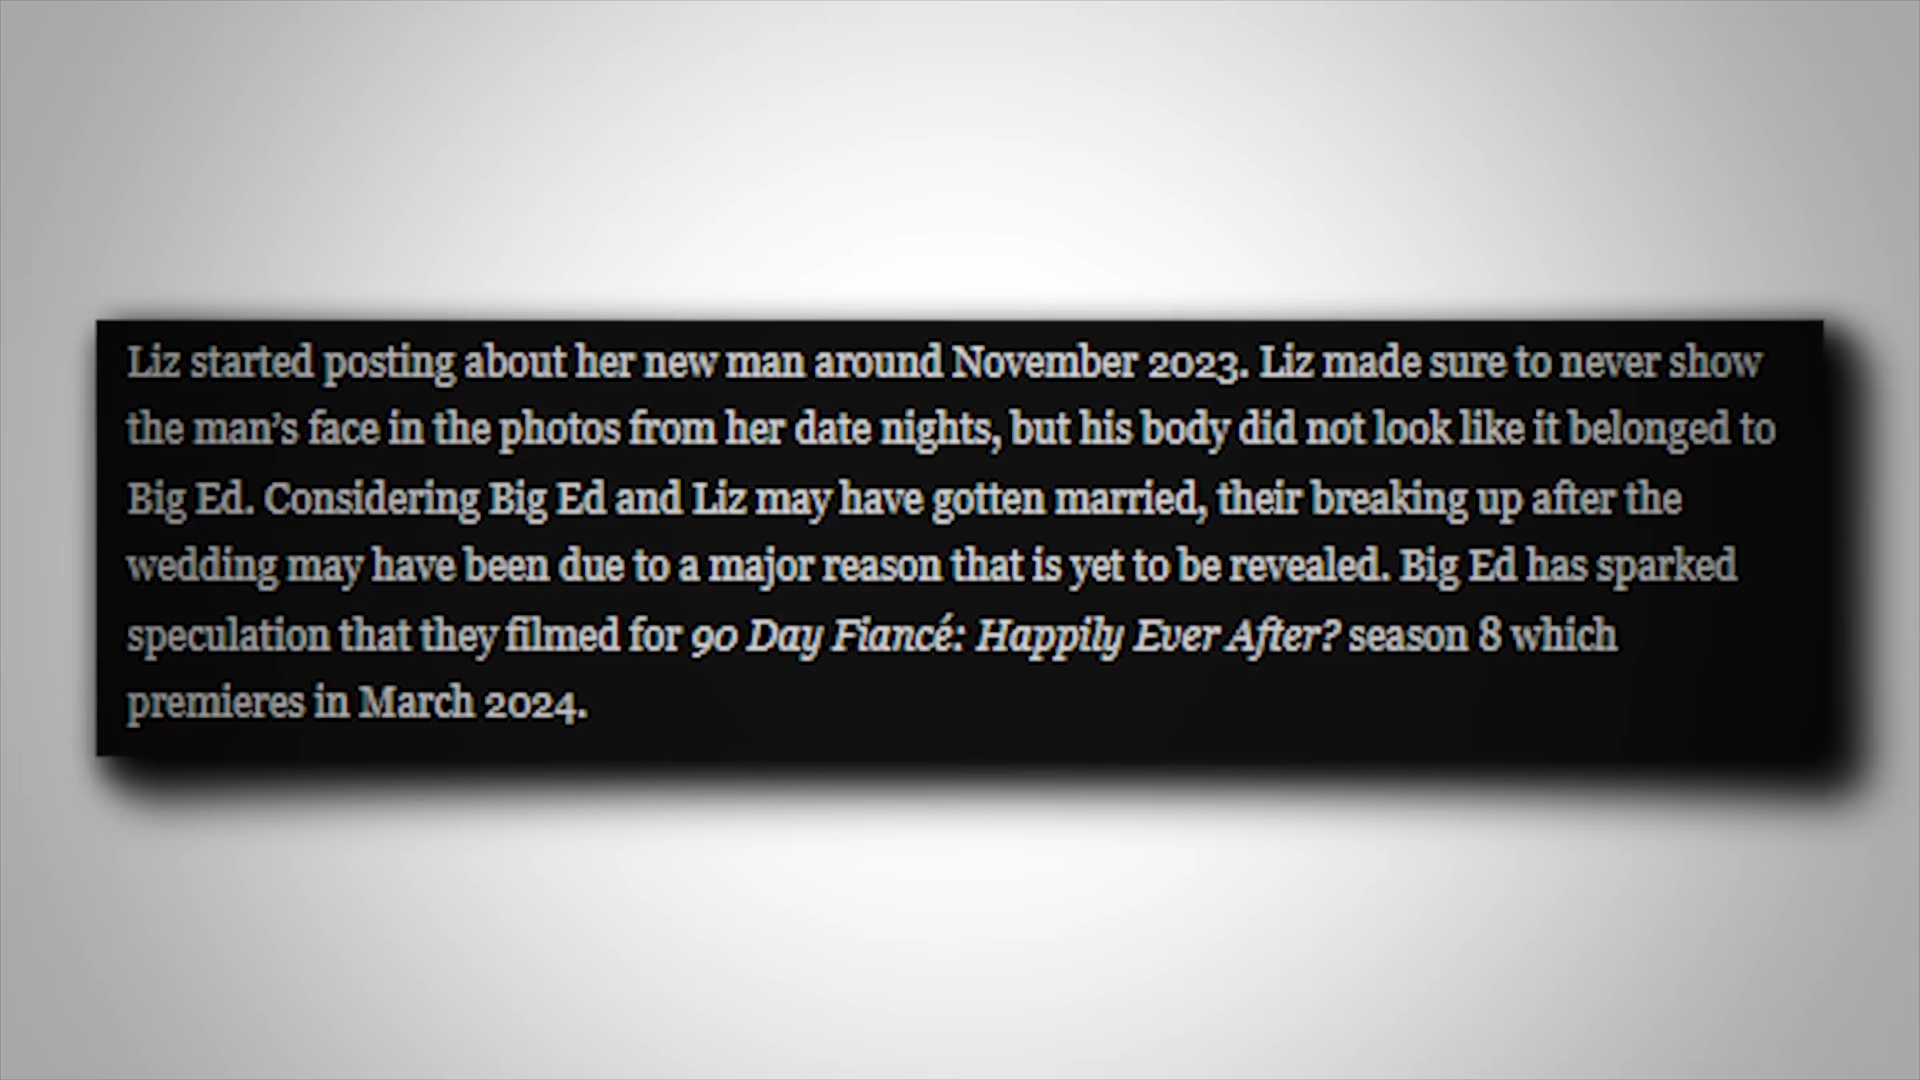 Liz started posting about her new man around November 2023. Liz made sure to never show
the man’s face in the photos from her date nights, but his body did not look like it belonged to
Big Ed. Considering Big Ed and Liz may have gotten married, their breaking up after the
wedding may have been due to a major reason that is yet to be revealed. Big Ed has sparked
speculation that they filmed for 90 Day Fiancé: Happily Ever After? season 8 which
premieres in March 2024.